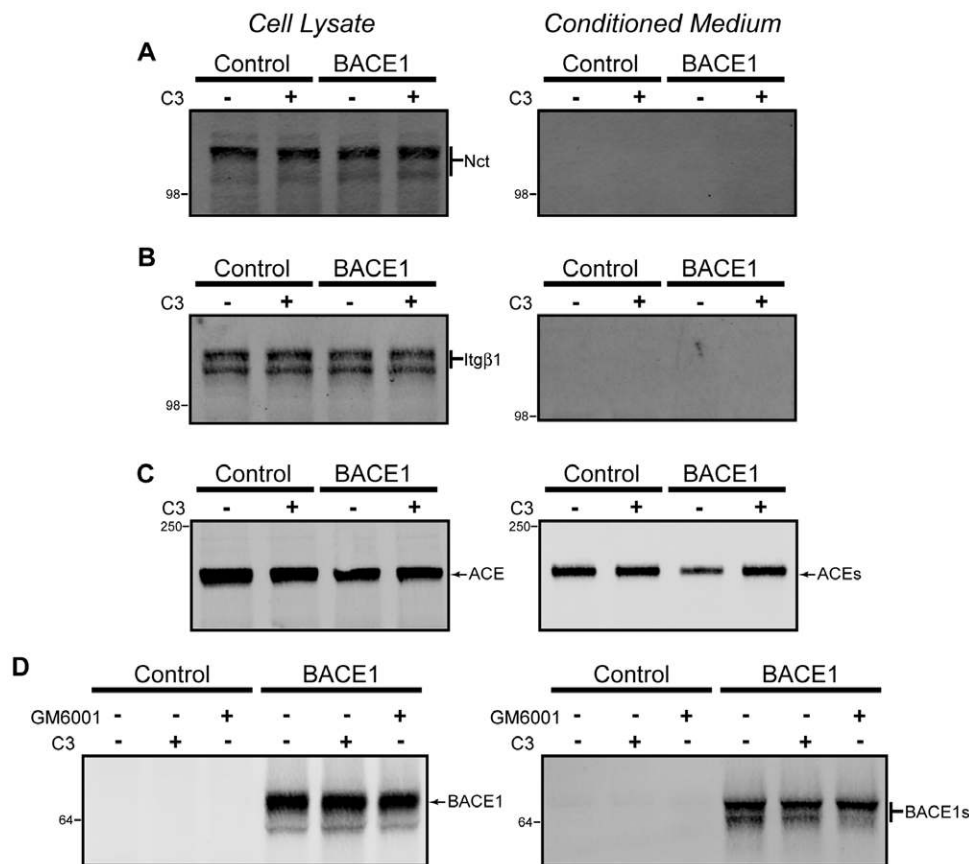 Cell Lysate Conditioned Medium
A
Control BACE1 Control BACE1
C3 - + - + - + - +
Nct
98 98
B
Control BACE1 Control BACE1
C3 - + - + - + - +
Itgβ1
98 98
C
Control BACE1 Control BACE1
C3 - + - + C3 - + - +
250 250
ACE ACEs
D
Control BACE1 Control BACE1
GM6001 - - + - - + GM6001 - - + - - +
C3 - + - - + - C3 - + - - + -
BACE1 BACE1s
64 64